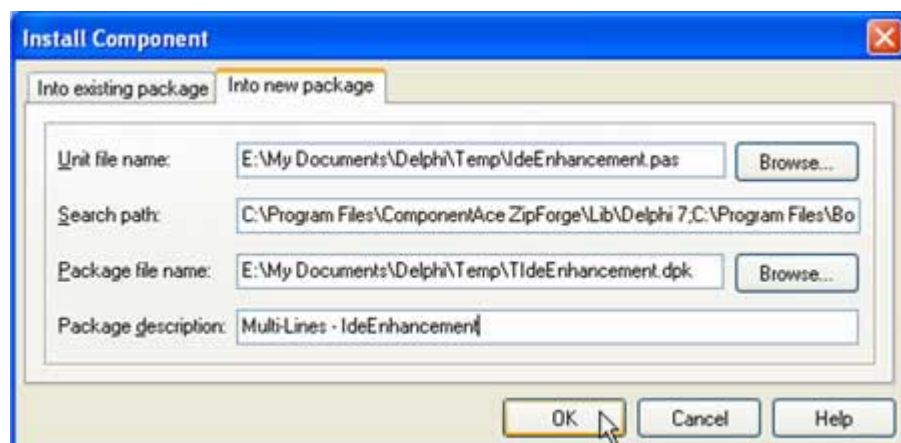 Install Component
Into existing package Into new package
Unit file name: E:\My Documents\Delphi\Temp\IdeEnhancement.pas Browse...
Search path: C:\Program Files\ComponentAce ZipForge\Lib\Delphi 7;C:\Program Files\Bo
Package file name: E:\My Documents\Delphi\Temp\TIdeEnhancement.dpk Browse...
Package description: Multi-Lines - IdeEnhancement
OK Cancel Help